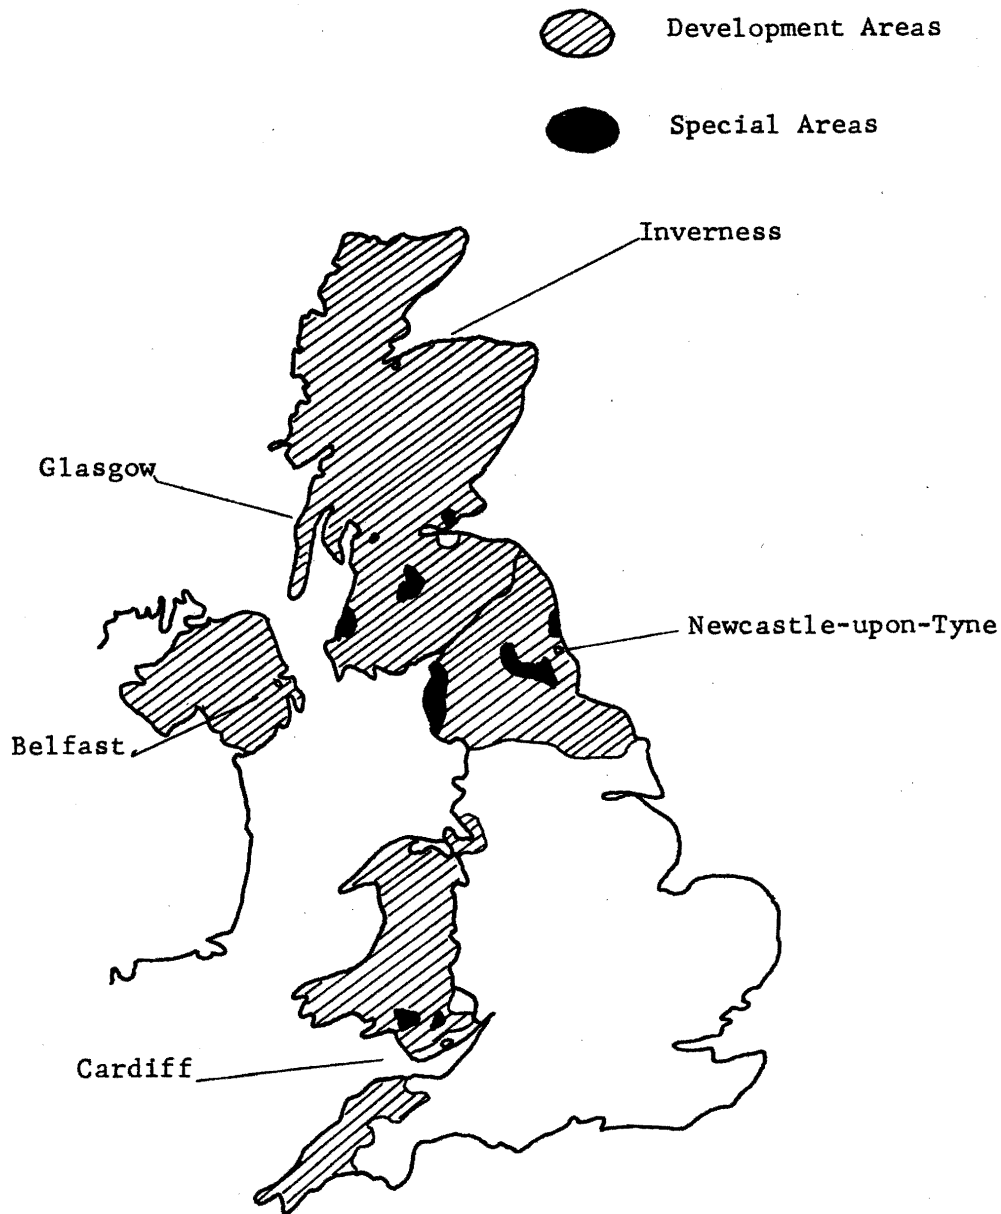 Development Areas
Special Areas
Inverness
Glasgow
Newcastle-upon-Tyne
Belfast
Cardiff